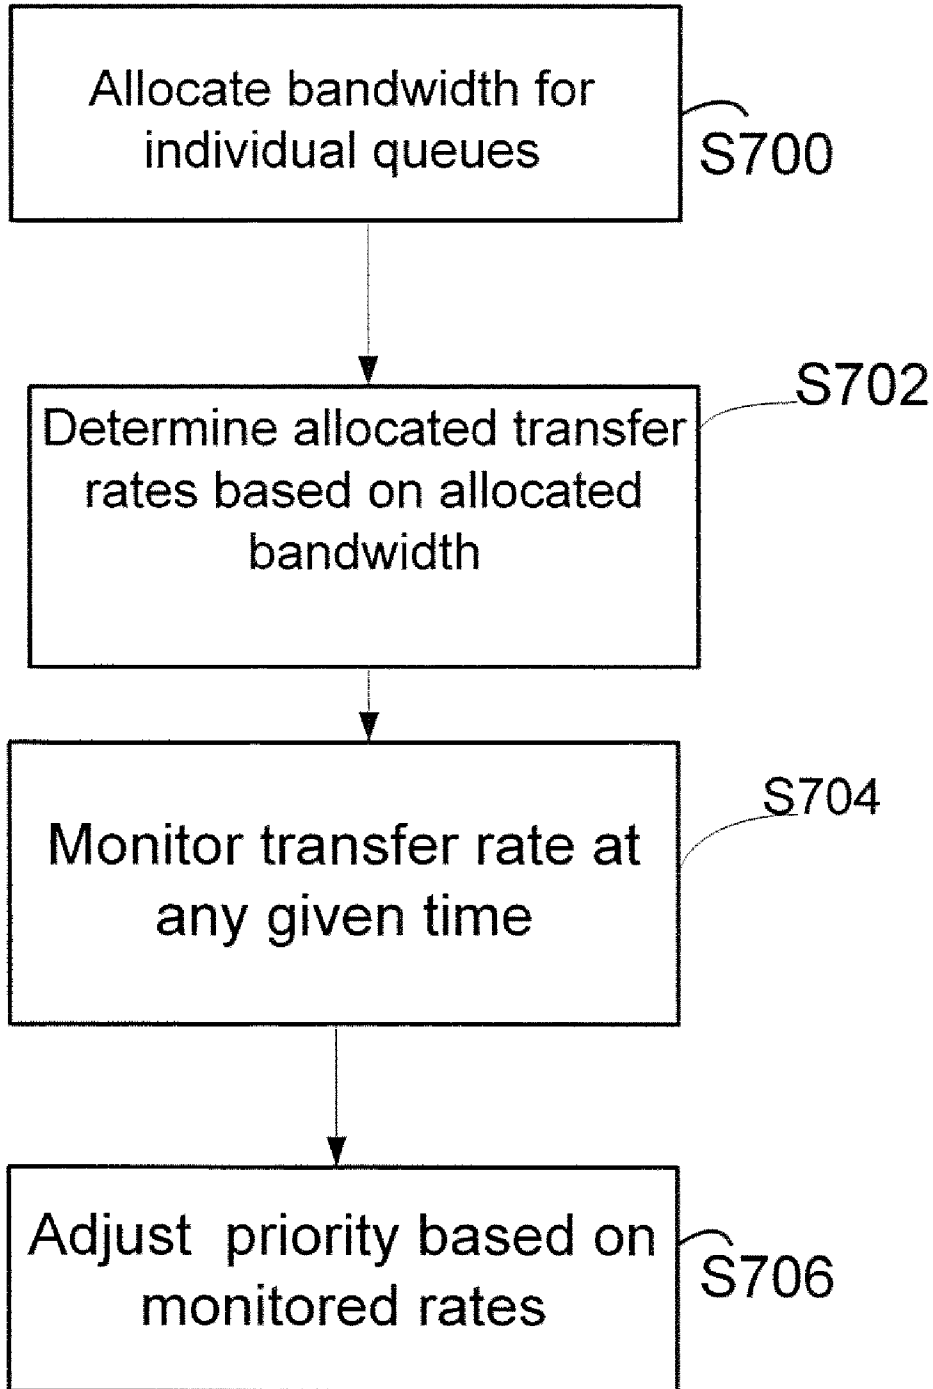 Allocate bandwidth for
individual queues
S700
S702
Determine allocated transfer
rates based on allocated
bandwidth
S704
Monitor transfer rate at
any given time
Adjust priority based on
monitored rates
S706